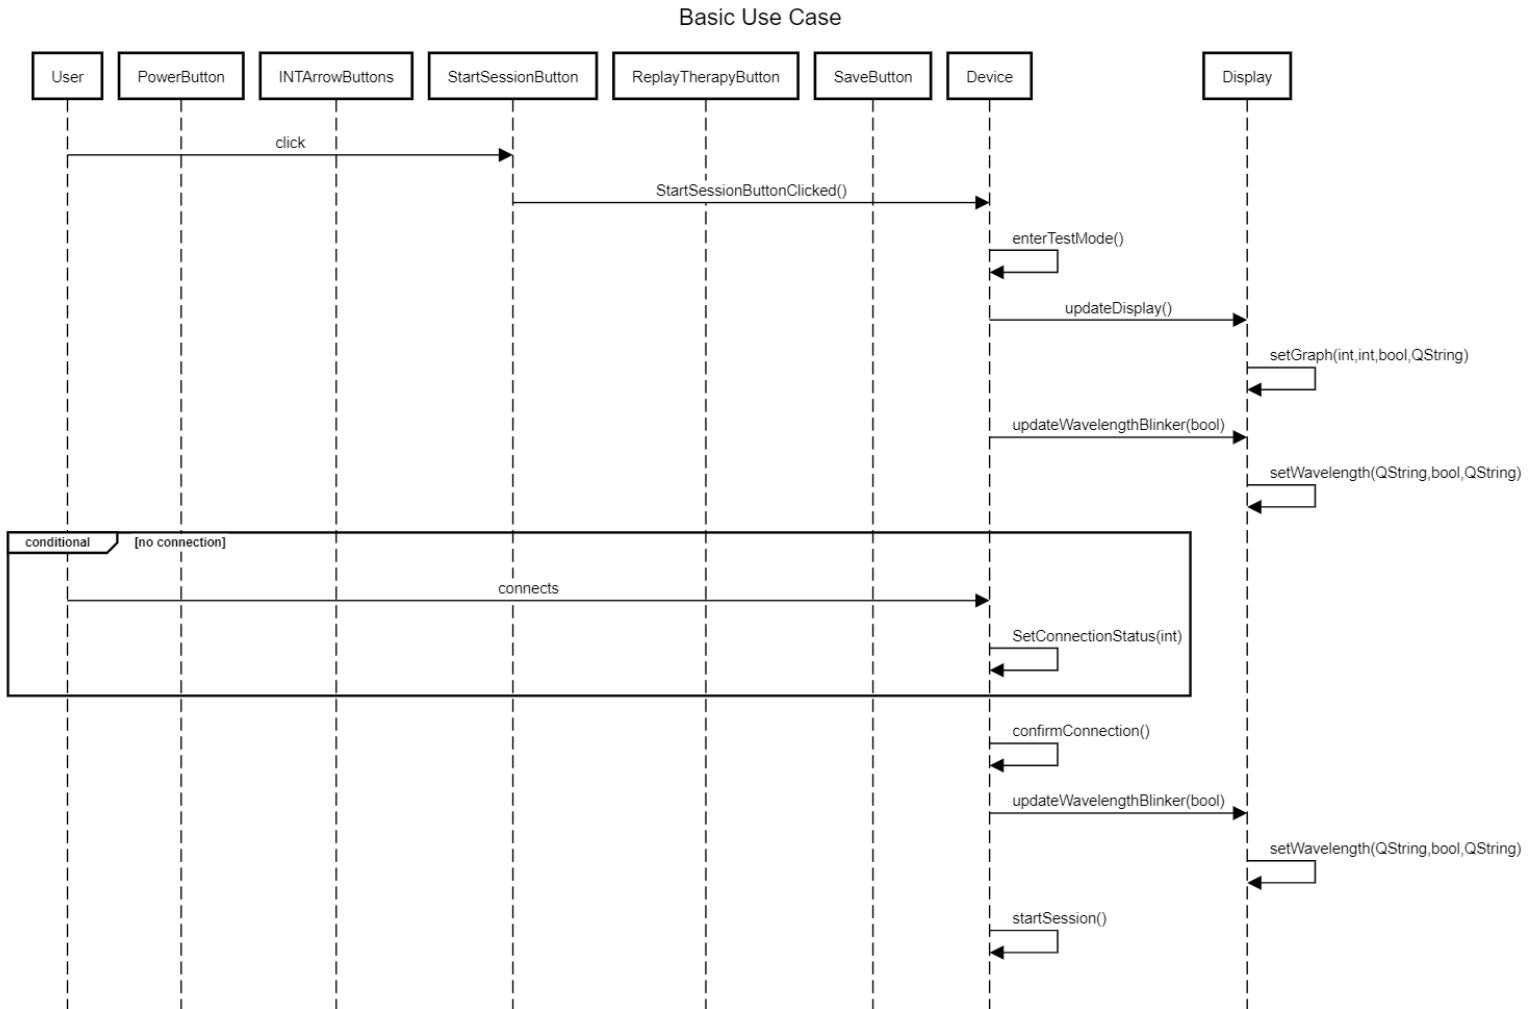 Basic Use Case
User
PowerButton
INTArrowButtons
StartSessionButton
ReplayTherapyButton
SaveButton
Device
Display
click
StartSessionButtonClicked()
enterTestMode()
updateDisplay()
setGraph(int,int,bool,QString)
updateWavelengthBlinker(bool)
setWavelength(QString,bool,QString)
conditional
[no connection]
connects
SetConnectionStatus(int)
confirmConnection()
updateWavelengthBlinker(bool)
setWavelength(QString,bool,QString)
startSession()